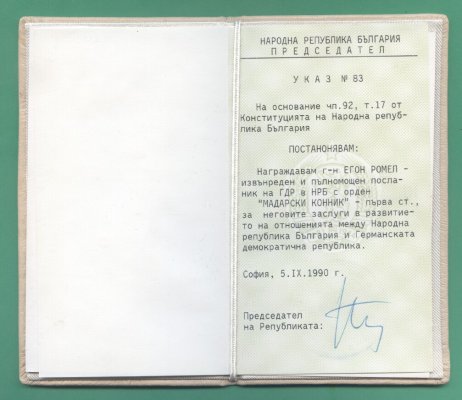 НАРОДНА РЕПУБЛИКА БЪЛГАРИЯ
ПРЕДСЕДАТЕЛ
УКАЗ № 83
На основание чл.92, т.17 от
Конституцията на Народна репуб-
лика България
ПОСТАНОВЯВАМ:
Награждавам г-н ЕГОН РОМЕЛ -
извънреден и пълномощен посла-
ник на ГДР в НРБ с орден
"МАДАРСКИ КОННИК" - първа ст.,
за неговите заслуги в развитие-
то на отношенията между Народна
република България и Германската
демократична република.
София, 5.IX.1990 г.
Председател
на Републиката: